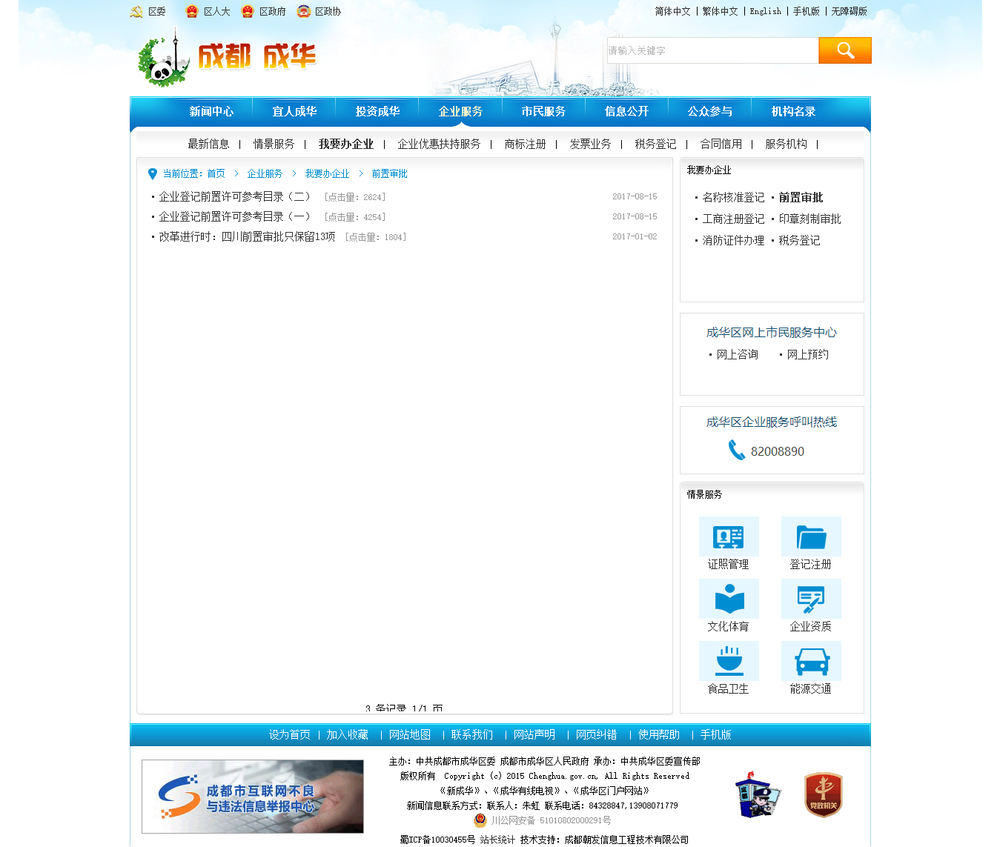 区委 区人大 区政府 区政协
简体中文 | 繁体中文 | English | 手机版 | 无障碍版
成都 成华
请输入关键字
新闻中心 宜人成华 投资成华 企业服务 市民服务 信息公开 公众参与 机构名录
最新信息 | 情景服务 | 我要办企业 | 企业优惠扶持服务 | 商标注册 | 发票业务 | 税务登记 | 合同信用 | 服务机构 |
当前位置：首页 > 企业服务 > 我要办企业 > 前置审批
· 企业登记前置许可参考目录（二） [点击量：2624] 2017-08-15
· 企业登记前置许可参考目录（一） [点击量：4254] 2017-08-15
· 改革进行时：四川前置审批只保留13项 [点击量：1804] 2017-01-02
3 条记录 1/1 页
我要办企业
· 名称核准登记 · 前置审批
· 工商注册登记 · 印章刻制审批
· 消防证件办理 · 税务登记
成华区网上市民服务中心
· 网上咨询 · 网上预约
成华区企业服务呼叫热线
82008890
情景服务
证照管理 登记注册
文化体育 企业资质
食品卫生 能源交通
设为首页 | 加入收藏 | 网站地图 | 联系我们 | 网站声明 | 网页纠错 | 使用帮助 | 手机版
成都市互联网不良
与违法信息举报中心
主办：中共成都市成华区委 成都市成华区人民政府 承办：中共成华区委宣传部
版权所有 Copyright (c) 2015 Chenghua.gov.cn, All Rights Reserved
《新成华》、《成华有线电视》、《成华区门户网站》
新闻信息联系方式：联系人：朱虹 联系电话：84328847,13908071779
川公网安备 51010802000291号
蜀ICP备10030455号 站长统计 技术支持：成都朝发信息工程技术有限公司
党政机关